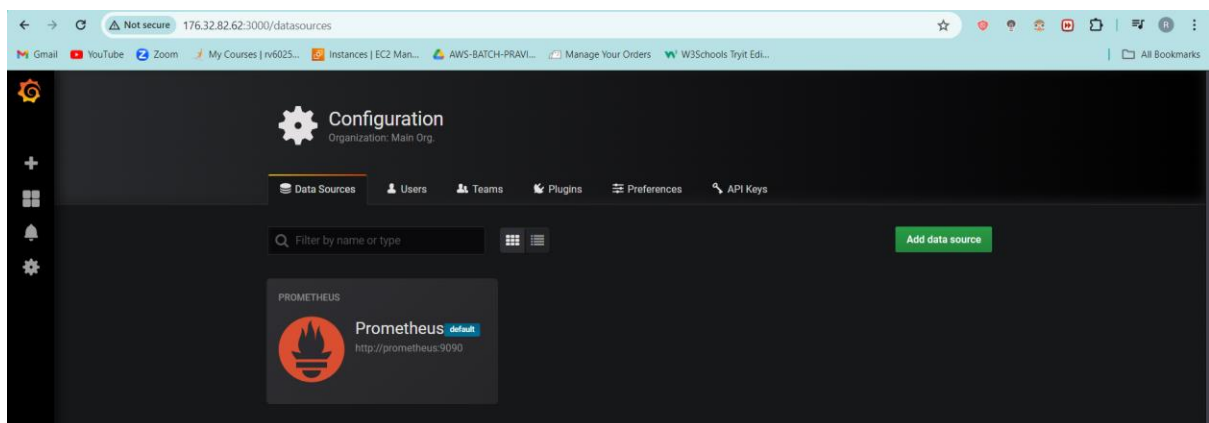 Not secure 176.32.82.62:3000/datasources
B
Gmail YouTube Zoom My Courses | rv6025... Instances | EC2 Man... AWS-BATCH-PRAVI... Manage Your Orders W3Schools Tryit Edi... All Bookmarks
Configuration
Organization: Main Org.
Data Sources Users Teams Plugins Preferences API Keys
Filter by name or type Add data source
PROMETHEUS
Prometheus default
http://prometheus:9090